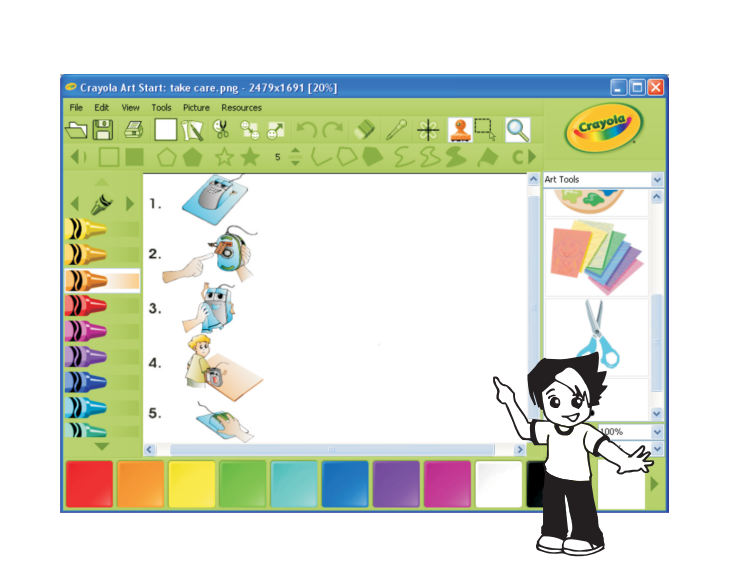 Crayola Art Start: take care.png - 2479x1691 [20%]
File Edit View Tools Picture Resources
Crayola
5
Art Tools
1.
2.
3.
4.
5.
100%